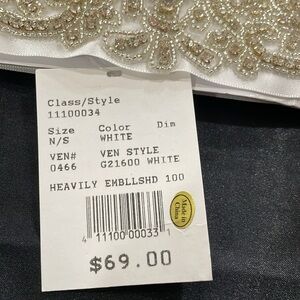 Class/Style
11100034
Size Color Dim
N/S WHITE
VEN# VEN STYLE
0466 G21600 WHITE
HEAVILY EMBLLSHD 100
Made in
China
4 11100 00033 1
$69.00